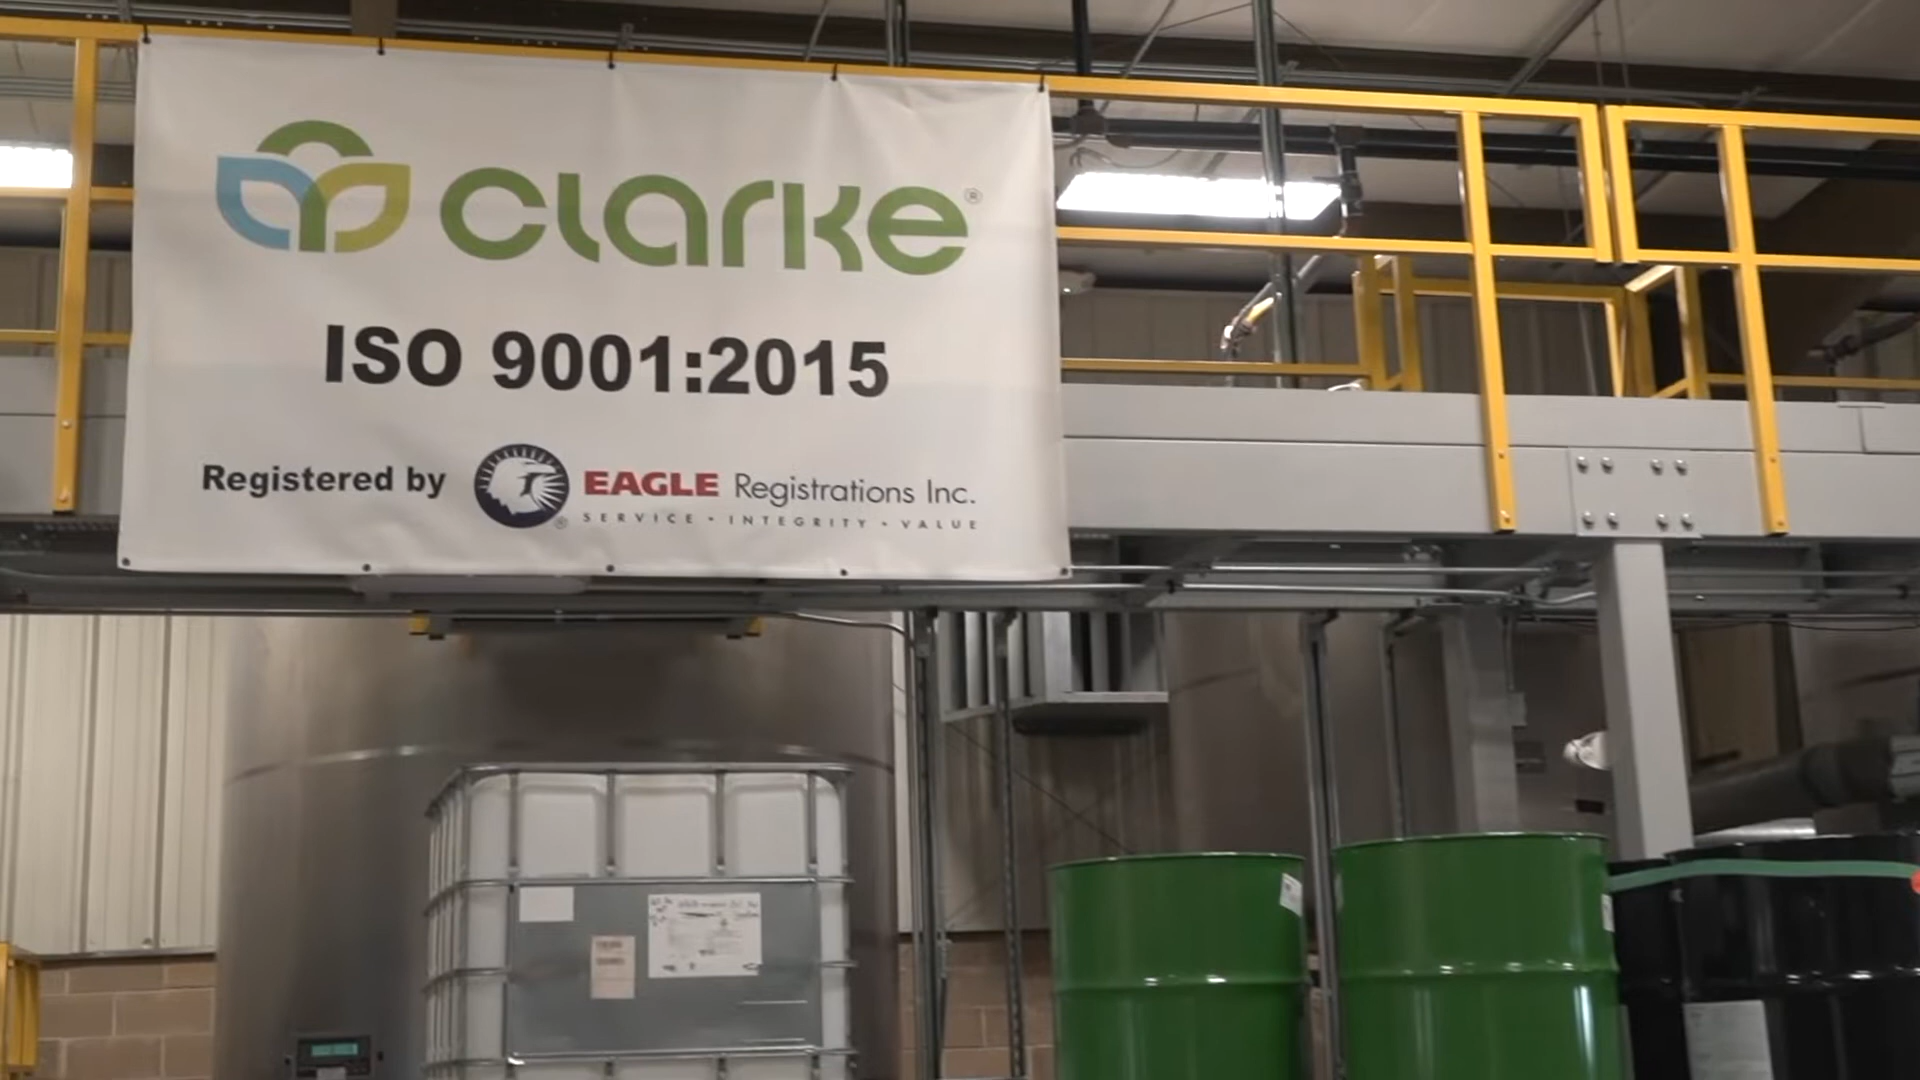 clarke®
ISO 9001:2015
Registered by EAGLE Registrations Inc.
SERVICE • INTEGRITY • VALUE